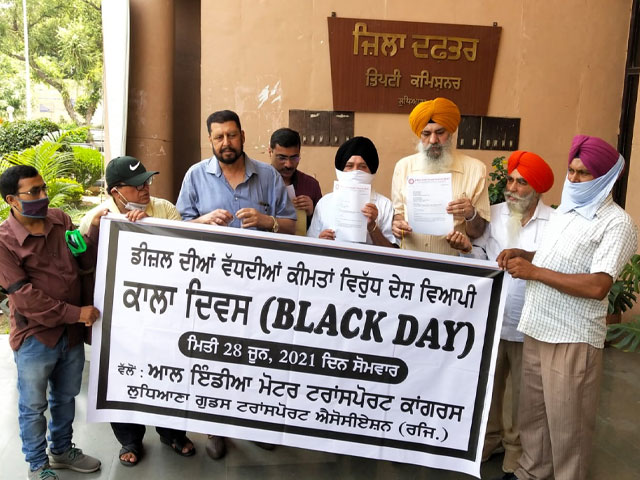 ਜ਼ਿਲਾ ਦਫਤਰ
ਡਿਪਟੀ ਕਮਿਸ਼ਨਰ
ਲੁਧਿਆਣਾ
ਡੀਜ਼ਲ ਦੀਆਂ ਵੱਧਦੀਆਂ ਕੀਮਤਾਂ ਵਿਰੁੱਧ ਦੇਸ਼ ਵਿਆਪੀ
ਕਾਲਾ ਦਿਵਸ (BLACK DAY)
ਮਿਤੀ 28 ਜੂਨ, 2021 ਦਿਨ ਸੋਮਵਾਰ
ਵੱਲੋਂ : ਆਲ ਇੰਡੀਆ ਮੋਟਰ ਟਰਾਂਸਪੋਰਟ ਕਾਂਗਰਸ
ਲੁਧਿਆਣਾ ਗੁਡਸ ਟਰਾਂਸਪੋਰਟ ਐਸੋਸੀਏਸ਼ਨ (ਰਜਿ.)